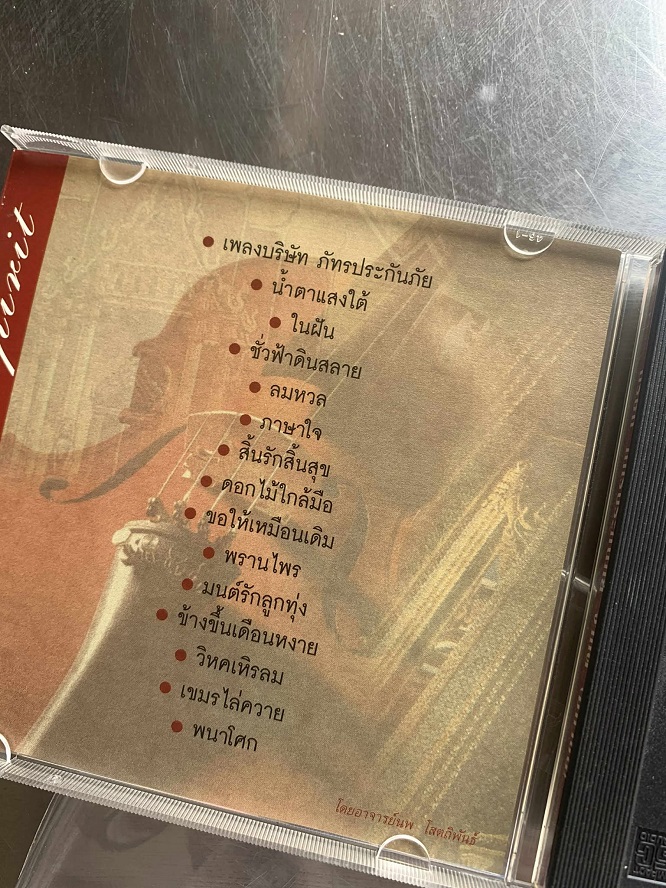 เพลงบริษัท ภัทรประกันภัย
น้ำตาแสงใต้
ในฝัน
ชั่วฟ้าดินสลาย
ลมหวล
ภาษาใจ
สิ้นรักสิ้นสุข
ดอกไม้ใกล้มือ
ขอให้เหมือนเดิม
พรานไพร
มนต์รักลูกทุ่ง
ข้างขึ้นเดือนหงาย
วิหคเหิรลม
เขมรไล่ควาย
พนาโศก
โดยอาจารย์นพ โสตถิพันธุ์